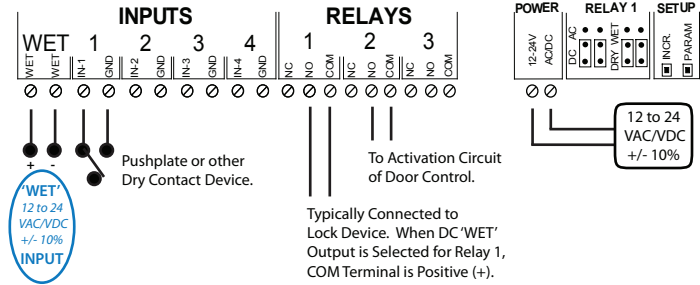 INPUTS RELAYS POWER RELAY 1 SETUP
WET 1 2 3 4 1 2 3
WET WET IN-1 GND IN-2 GND IN-3 GND IN-4 GND NC NO COM NC NO COM NC NO COM
12-24V AC/DC DC AC DRY WET INCR. PARAM
+ -
'WET'
12 to 24
VAC/VDC
+/- 10%
INPUT
Pushplate or other
Dry Contact Device.
To Activation Circuit
of Door Control.
Typically Connected to
Lock Device. When DC 'WET'
Output is Selected for Relay 1,
COM Terminal is Positive (+).
12 to 24
VAC/VDC
+/- 10%